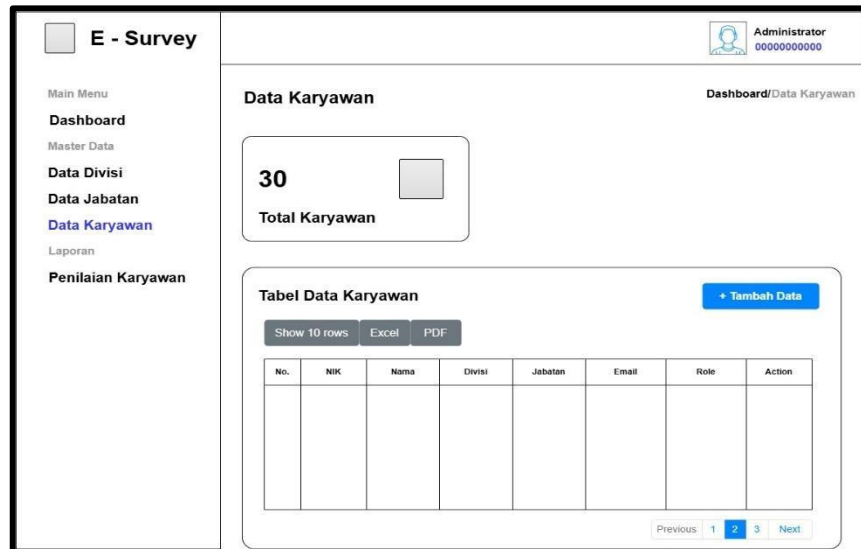 E - Survey
Administrator
00000000000
Main Menu
Dashboard
Master Data
Data Divisi
Data Jabatan
Data Karyawan
Laporan
Penilaian Karyawan
Data Karyawan
Dashboard/Data Karyawan
30
Total Karyawan
Tabel Data Karyawan
+ Tambah Data
Show 10 rows Excel PDF
No. NIK Nama Divisi Jabatan Email Role Action
Previous 1 2 3 Next